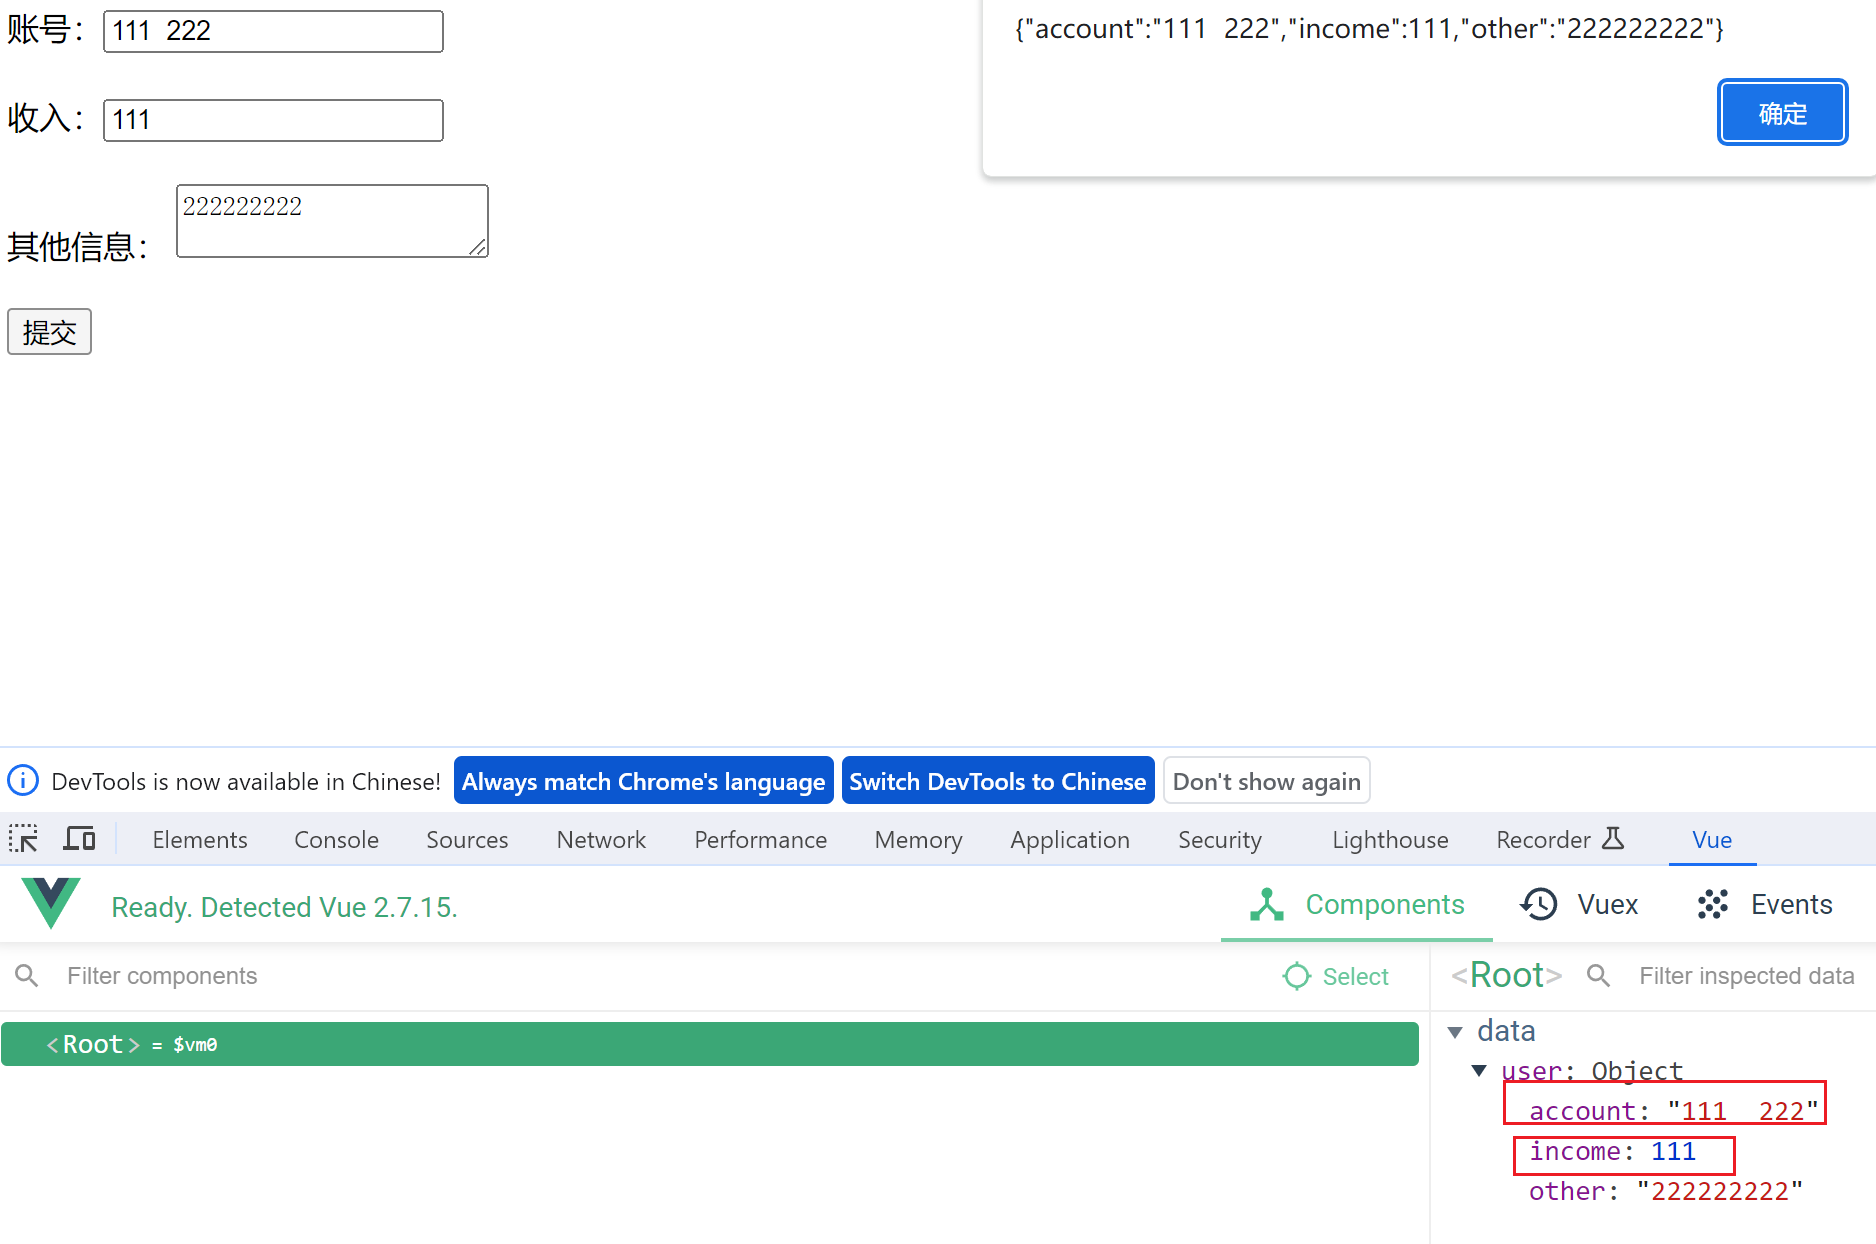 账号： 111  222
{"account":"111  222","income":111,"other":"222222222"}
确定
收入： 111
其他信息： 222222222
提交
DevTools is now available in Chinese! Always match Chrome's language Switch DevTools to Chinese Don't show again
Elements Console Sources Network Performance Memory Application Security Lighthouse Recorder Vue
Ready. Detected Vue 2.7.15. Components Vuex Events
Filter components Select <Root> Filter inspected data
<Root> = $vm0
data
user: Object
account: "111  222"
income: 111
other: "222222222"